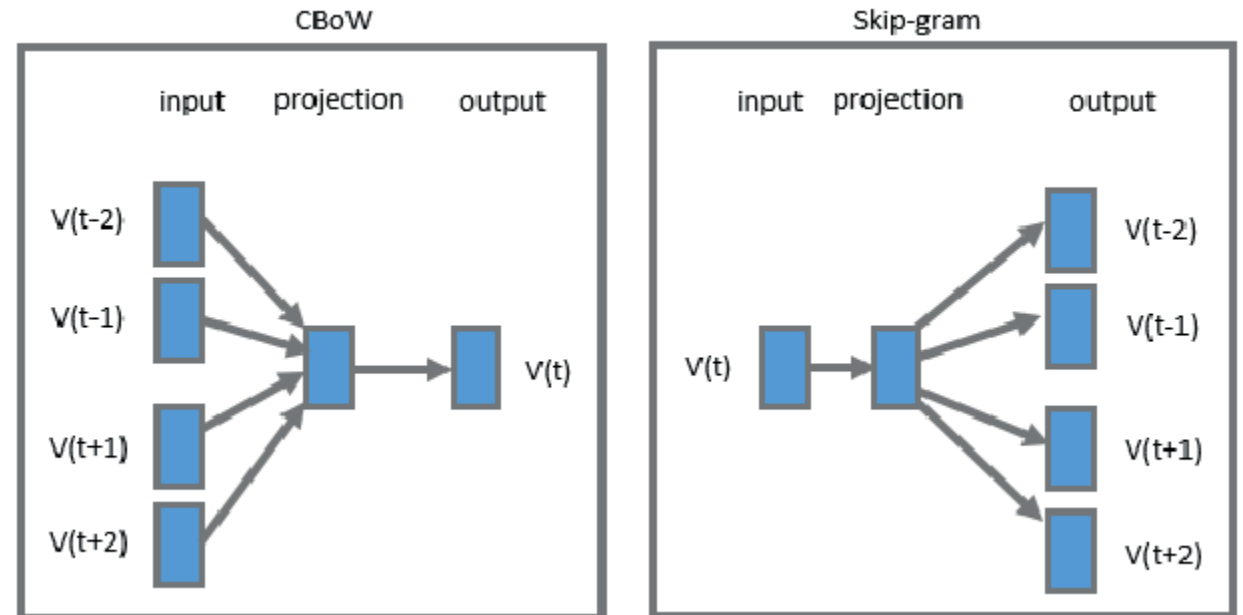 CBoW
input projection output
V(t-2)
V(t-1)
V(t+1)
V(t+2)
V(t)
Skip-gram
input projection output
V(t)
V(t-2)
V(t-1)
V(t+1)
V(t+2)